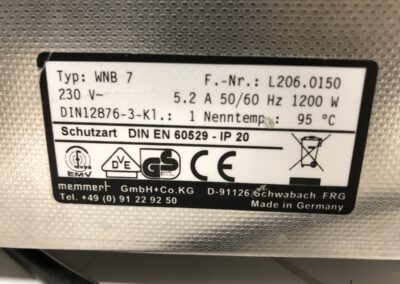 Typ: WNB 7 F.-Nr.: L206.0150
230 V~ 5.2 A 50/60 Hz 1200 W
DIN12876-3-Kl.: 1 Nenntemp.: 95 °C
Schutzart DIN EN 60529 - IP 20
EMV VDE GS CE
memmert GmbH+Co.KG D-91126 Schwabach FRG
Tel. +49 (0) 91 22 92 50 Made in Germany